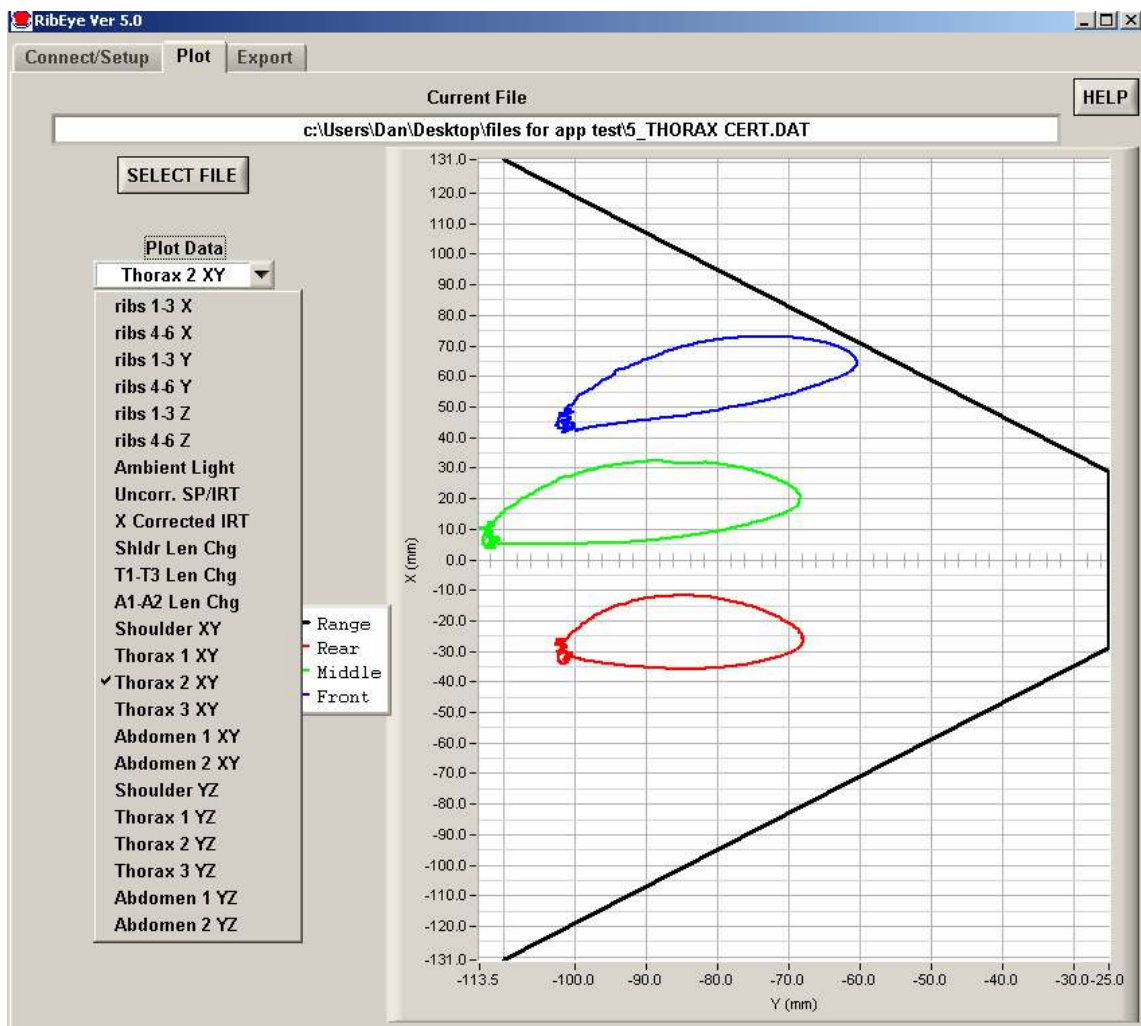 RibEye Ver 5.0
Connect/Setup Plot Export
Current File
HELP
c:\Users\Dan\Desktop\files for app test\5_THORAX CERT.DAT
SELECT FILE
Plot Data
Thorax 2 XY
ribs 1-3 X
ribs 4-6 X
ribs 1-3 Y
ribs 4-6 Y
ribs 1-3 Z
ribs 4-6 Z
Ambient Light
Uncorr. SP/IRT
X Corrected IRT
Shldr Len Chg
T1-T3 Len Chg
A1-A2 Len Chg
Shoulder XY
Thorax 1 XY
Thorax 2 XY
Thorax 3 XY
Abdomen 1 XY
Abdomen 2 XY
Shoulder YZ
Thorax 1 YZ
Thorax 2 YZ
Thorax 3 YZ
Abdomen 1 YZ
Abdomen 2 YZ
Range
Rear
Middle
Front
131.0
120.0
110.0
100.0
90.0
80.0
70.0
60.0
50.0
40.0
30.0
20.0
10.0
0.0
-10.0
-20.0
-30.0
-40.0
-50.0
-60.0
-70.0
-80.0
-90.0
-100.0
-110.0
-120.0
-131.0
X (mm)
-113.5 -100.0 -90.0 -80.0 -70.0 -60.0 -50.0 -40.0 -30.0 -25.0
Y (mm)